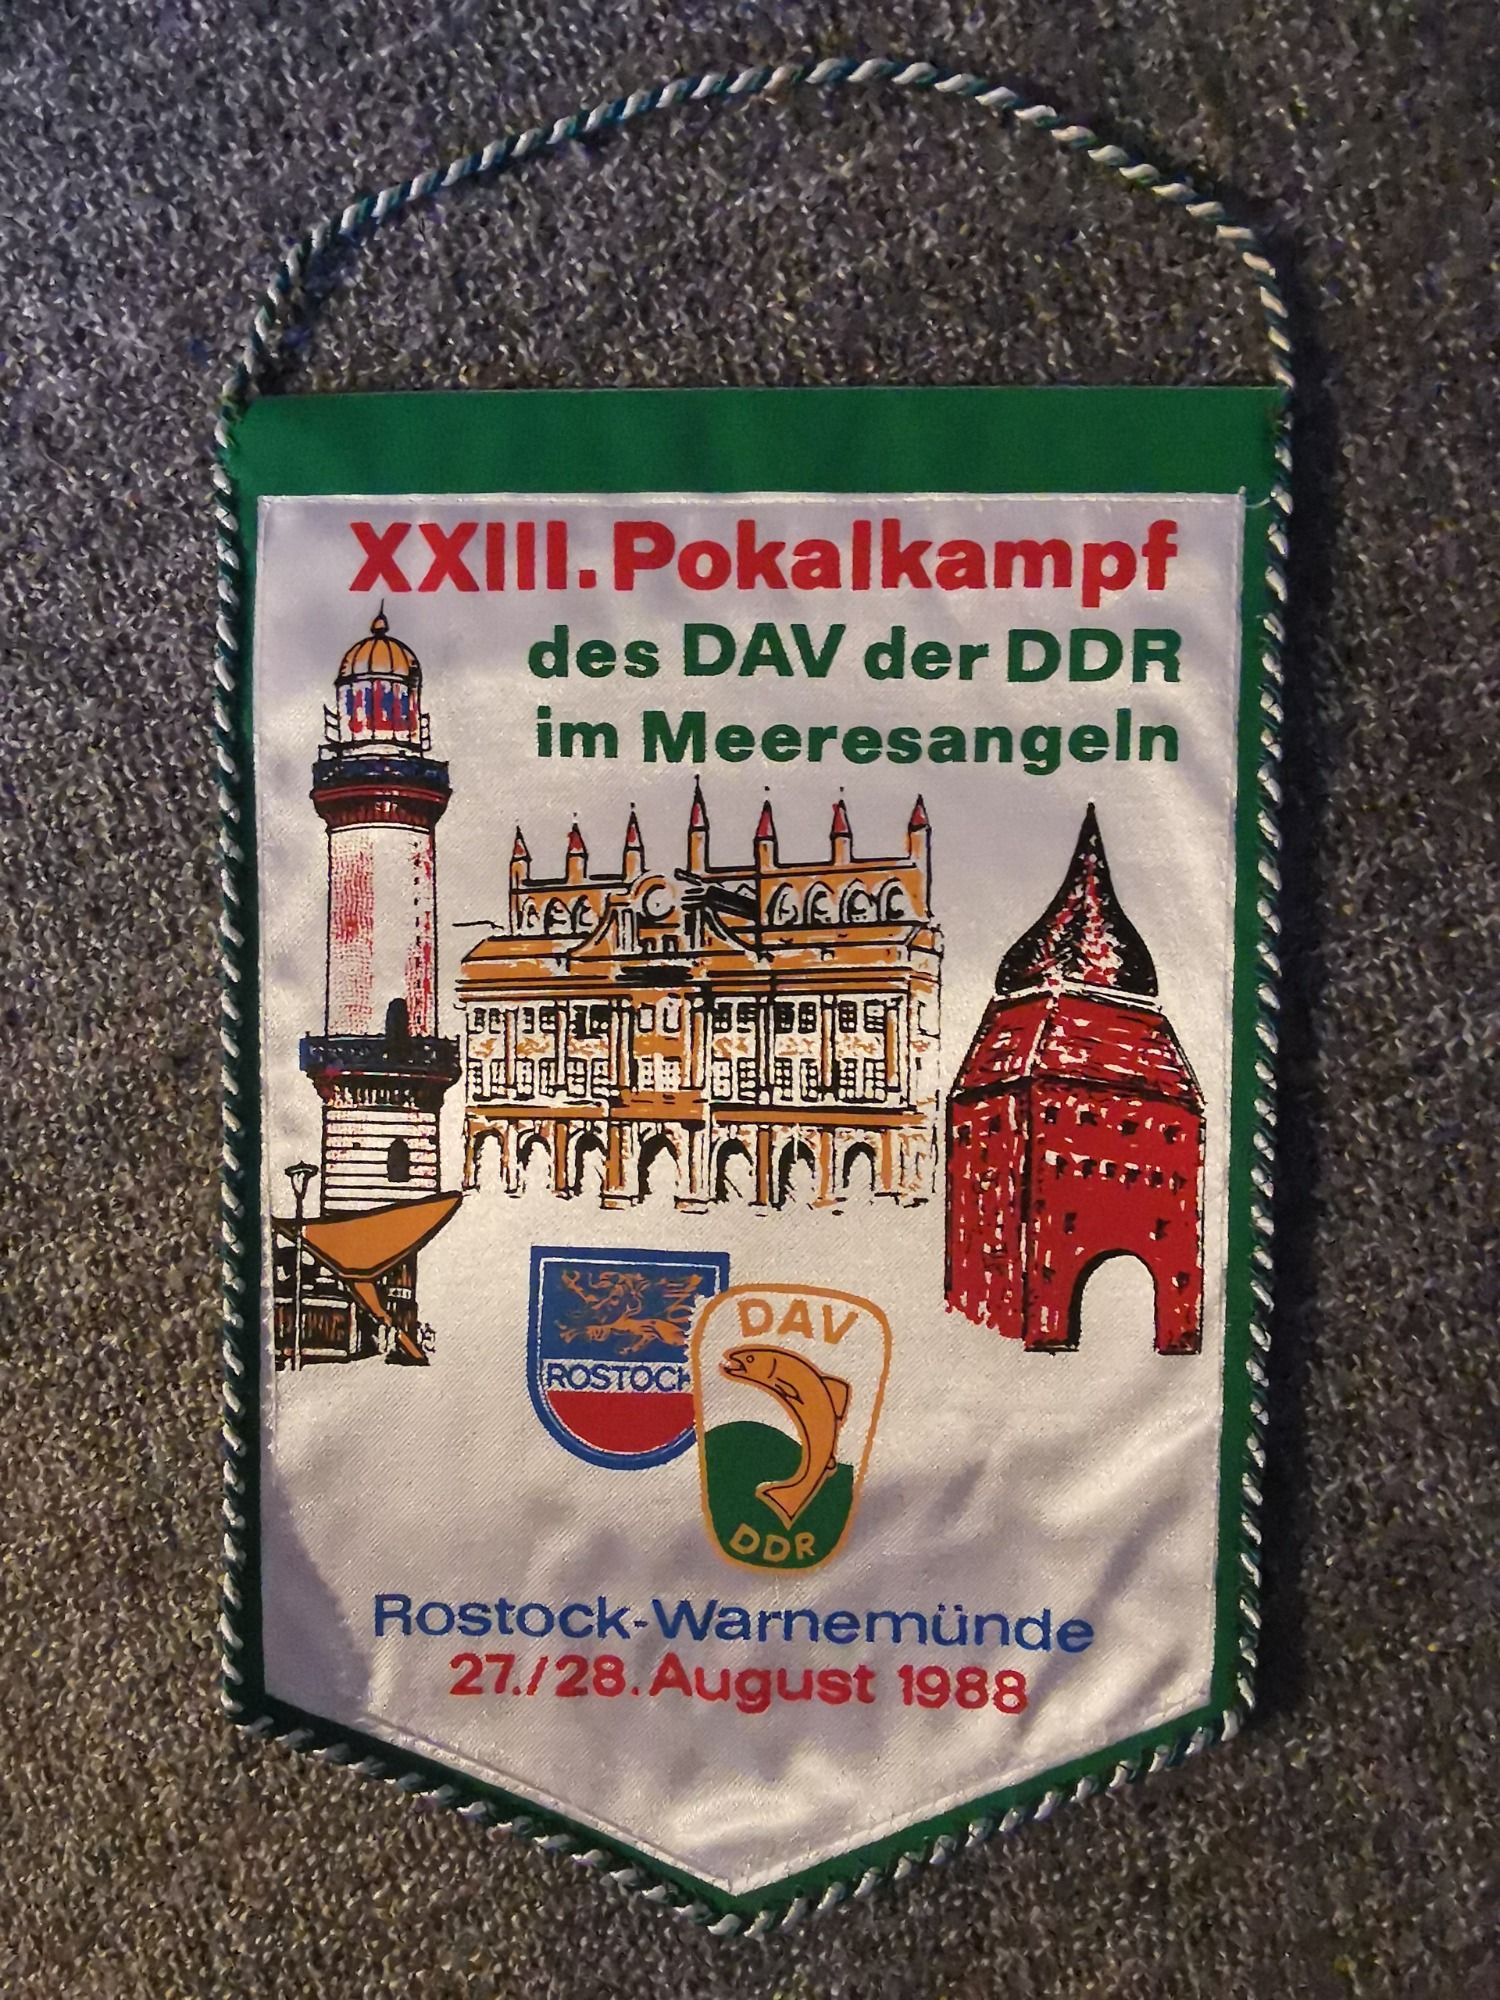 XXIII. Pokalkampf
des DAV der DDR
im Meeresangeln
ROSTOCK
DAV
DDR
Rostock-Warnemünde
27./28. August 1988